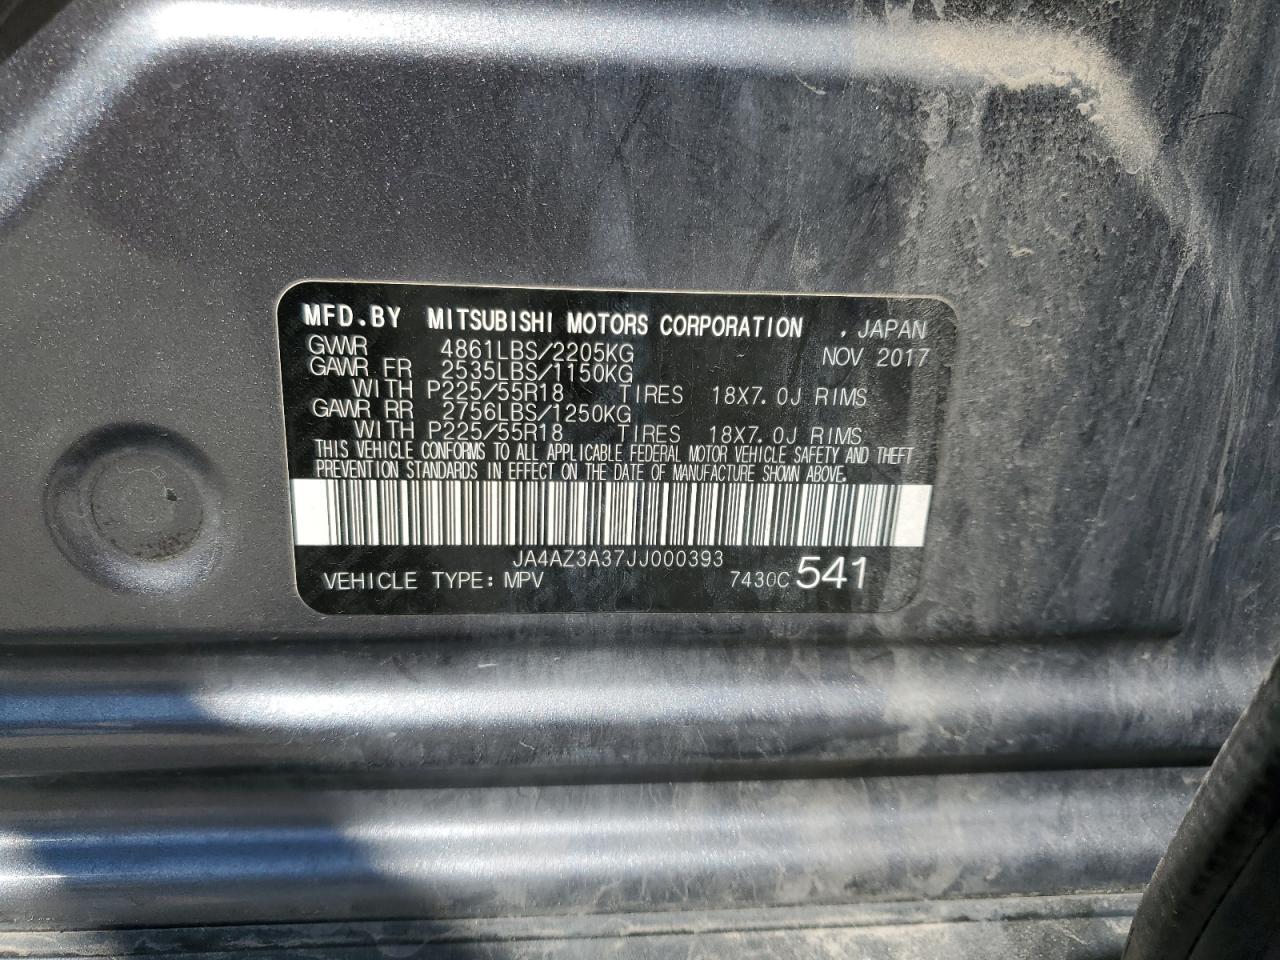 MFD.BY MITSUBISHI MOTORS CORPORATION , JAPAN
GVWR 4861LBS/2205KG NOV 2017
GAWR FR 2535LBS/1150KG
WITH P225/55R18 TIRES 18X7.0J RIMS
GAWR RR 2756LBS/1250KG
WITH P225/55R18 TIRES 18X7.0J RIMS
THIS VEHICLE CONFORMS TO ALL APPLICABLE FEDERAL MOTOR VEHICLE SAFETY AND THEFT
PREVENTION STANDARDS IN EFFECT ON THE DATE OF MANUFACTURE SHOWN ABOVE.
JA4AZ3A37JJ000393
VEHICLE TYPE: MPV 7430C 541